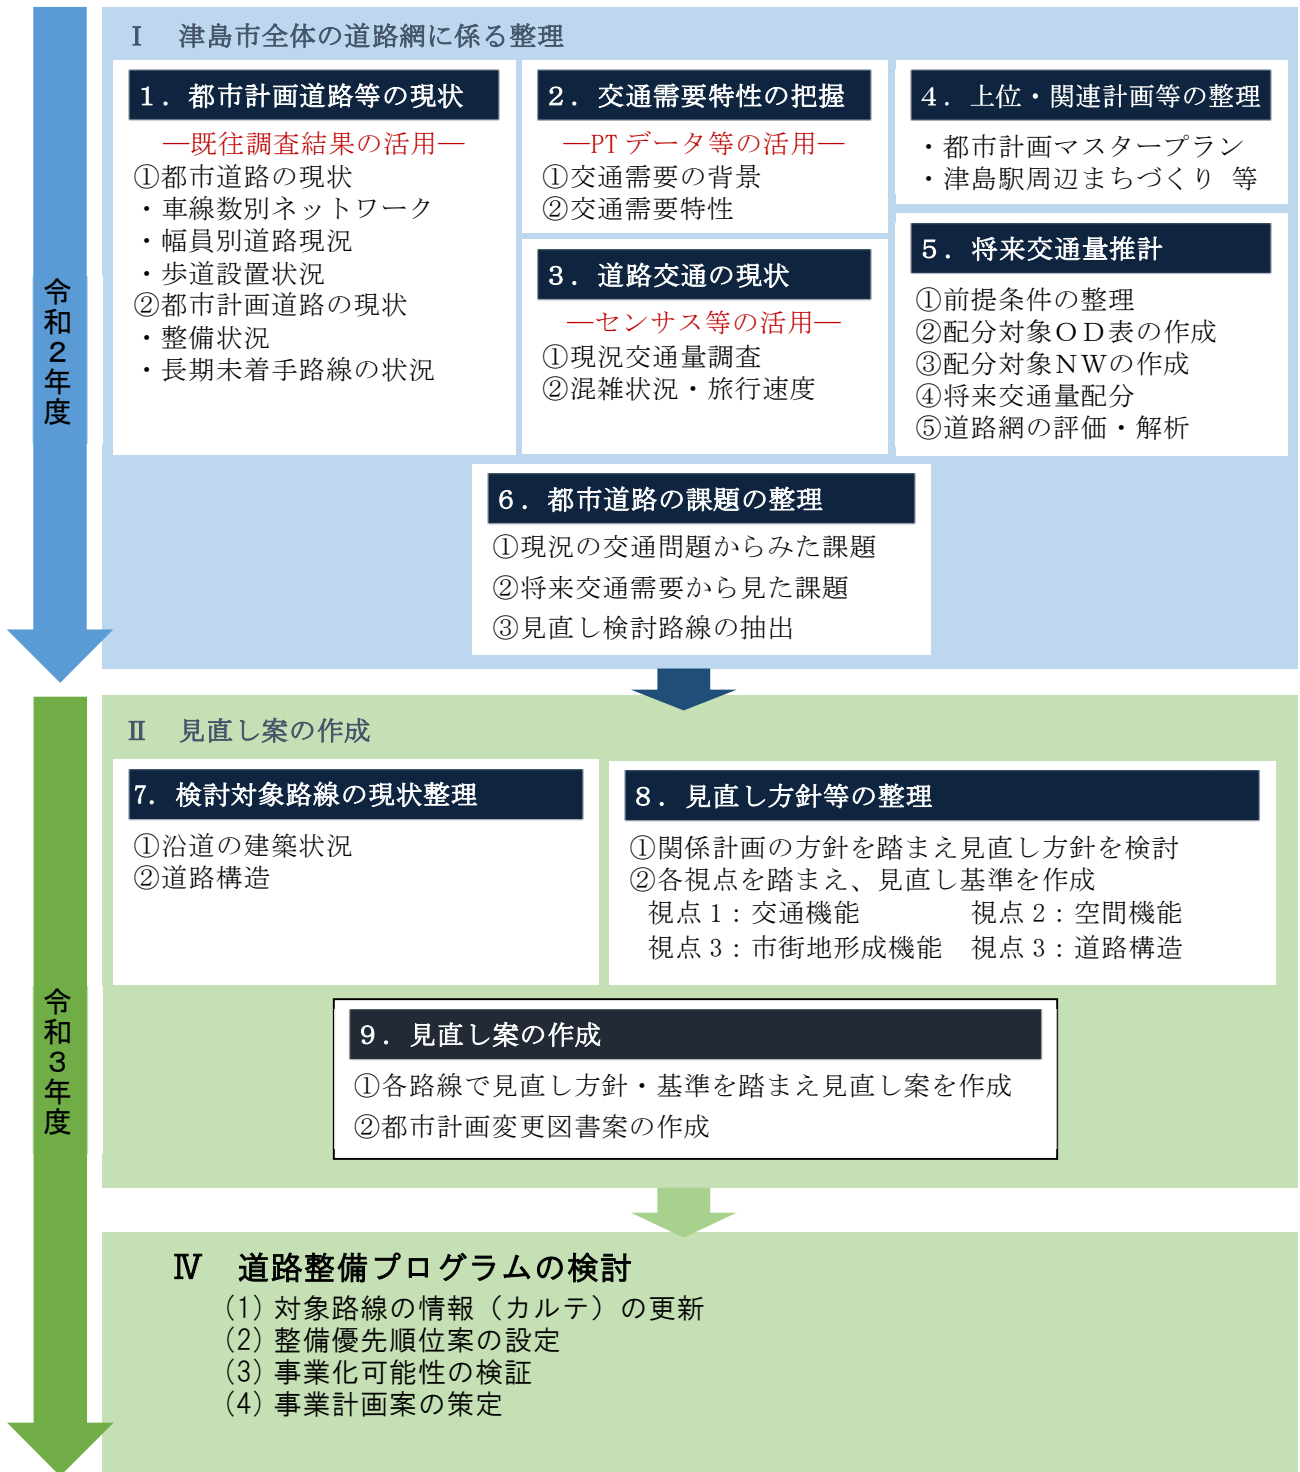 令和２年度
Ⅰ　津島市全体の道路網に係る整理
１．都市計画道路等の現状
―既往調査結果の活用―
①都市道路の現状
・車線数別ネットワーク
・幅員別道路現況
・歩道設置状況
②都市計画道路の現状
・整備状況
・長期未着手路線の状況
２．交通需要特性の把握
―PTデータ等の活用―
①交通需要の背景
②交通需要特性
３．道路交通の現状
―センサス等の活用―
①現況交通量調査
②混雑状況・旅行速度
４．上位・関連計画等の整理
・都市計画マスタープラン
・津島駅周辺まちづくり 等
５．将来交通量推計
①前提条件の整理
②配分対象ＯＤ表の作成
③配分対象ＮＷの作成
④将来交通量配分
⑤道路網の評価・解析
６．都市道路の課題の整理
①現況の交通問題からみた課題
②将来交通需要から見た課題
③見直し検討路線の抽出
令和３年度
Ⅱ　見直し案の作成
7．検討対象路線の現状整理
①沿道の建築状況
②道路構造
８．見直し方針等の整理
①関係計画の方針を踏まえ見直し方針を検討
②各視点を踏まえ、見直し基準を作成
視点1：交通機能　視点2：空間機能
視点3：市街地形成機能　視点3：道路構造
９．見直し案の作成
①各路線で見直し方針・基準を踏まえ見直し案を作成
②都市計画変更図書案の作成
Ⅳ　道路整備プログラムの検討
(1) 対象路線の情報（カルテ）の更新
(2) 整備優先順位案の設定
(3) 事業化可能性の検証
(4) 事業計画案の策定